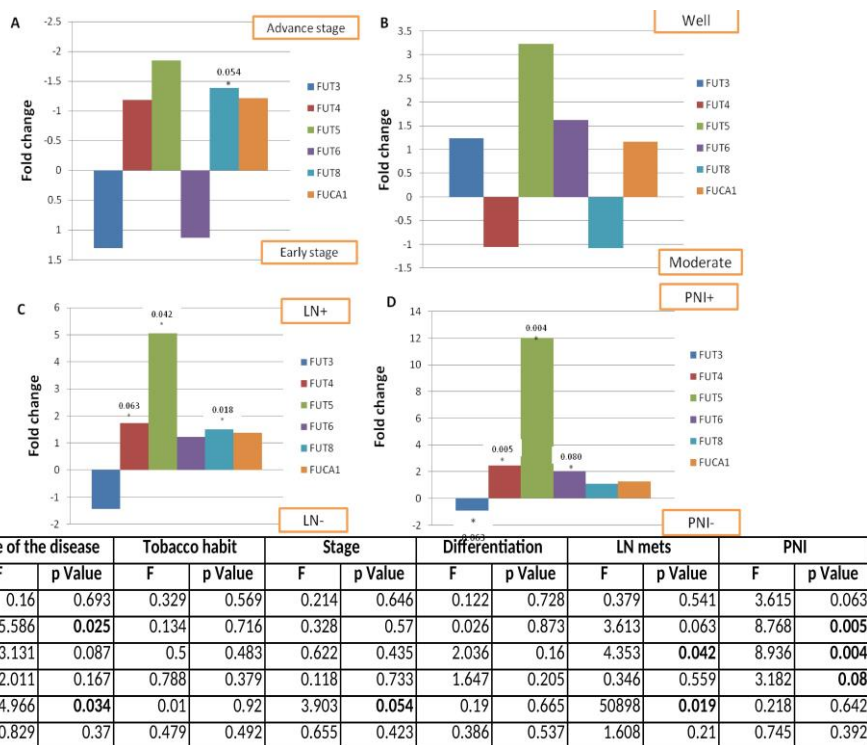 A
Advance stage
-2.5
-2
-1.5
-1
-0.5
0
0.5
1
1.5
Fold change
0.054
*
FUT3
FUT4
FUT5
FUT6
FUT8
FUCA1
Early stage
B
Well
3.5
3
2.5
2
1.5
1
0.5
0
-0.5
-1
-1.5
Fold change
FUT3
FUT4
FUT5
FUT6
FUT8
FUCA1
Moderate
C
LN+
6
5
4
3
2
1
0
-1
-2
Fold change
0.063
*
0.042
*
0.018
*
FUT3
FUT4
FUT5
FUT6
FUT8
FUCA1
LN-
D
PNI+
14
12
10
8
6
4
2
0
-2
Fold change
0.005
*
0.004
*
0.080
*
*
0.063
FUT3
FUT4
FUT5
FUT6
FUT8
FUCA1
PNI-
e of the disease Tobacco habit Stage Differentiation LN mets PNI
F p Value F p Value F p Value F p Value F p Value F p Value
0.16 0.693 0.329 0.569 0.214 0.646 0.122 0.728 0.379 0.541 3.615 0.063
5.586 0.025 0.134 0.716 0.328 0.57 0.026 0.873 3.613 0.063 8.768 0.005
3.131 0.087 0.5 0.483 0.622 0.435 2.036 0.16 4.353 0.042 8.936 0.004
2.011 0.167 0.788 0.379 0.118 0.733 1.647 0.205 0.346 0.559 3.182 0.08
4.966 0.034 0.01 0.92 3.903 0.054 0.19 0.665 50898 0.019 0.218 0.642
0.829 0.37 0.479 0.492 0.655 0.423 0.386 0.537 1.608 0.21 0.745 0.392